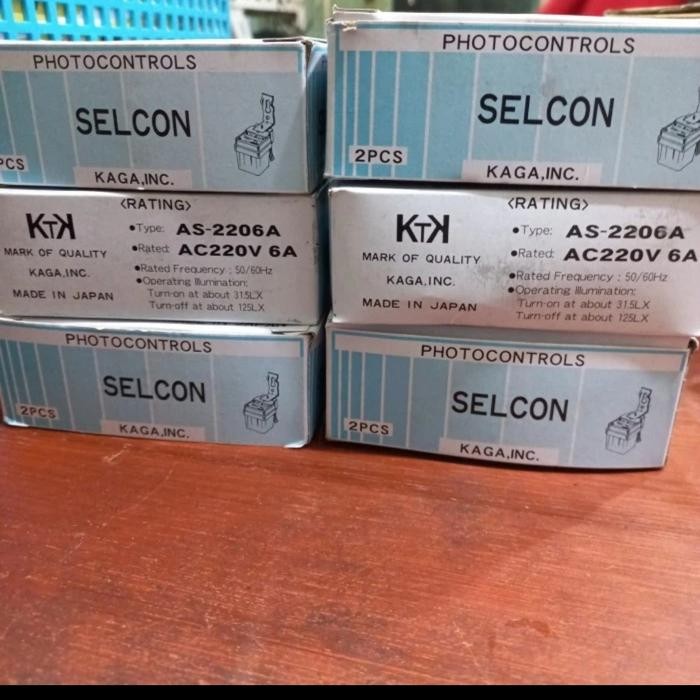 PHOTOCONTROLS
SELCON
PCS
KAGA,INC.
PHOTOCONTROLS
SELCON
2PCS
KAGA,INC.
<RATING>
KTK
MARK OF QUALITY
KAGA,INC.
MADE IN JAPAN
•Type: AS-2206A
•Rated: AC220V 6A
•Rated Frequency : 50/60Hz
•Operating Illumination:
Turn-on at about 31.5LX
Turn-off at about 125LX
<RATING>
KTK
MARK OF QUALITY
KAGA,INC.
MADE IN JAPAN
•Type: AS-2206A
•Rated: AC220V 6A
•Rated Frequency : 50/60Hz
•Operating Illumination:
Turn-on at about 31.5LX
Turn-off at about 125LX
PHOTOCONTROLS
SELCON
2PCS
KAGA,INC.
PHOTOCONTROLS
SELCON
2PCS
KAGA,INC.